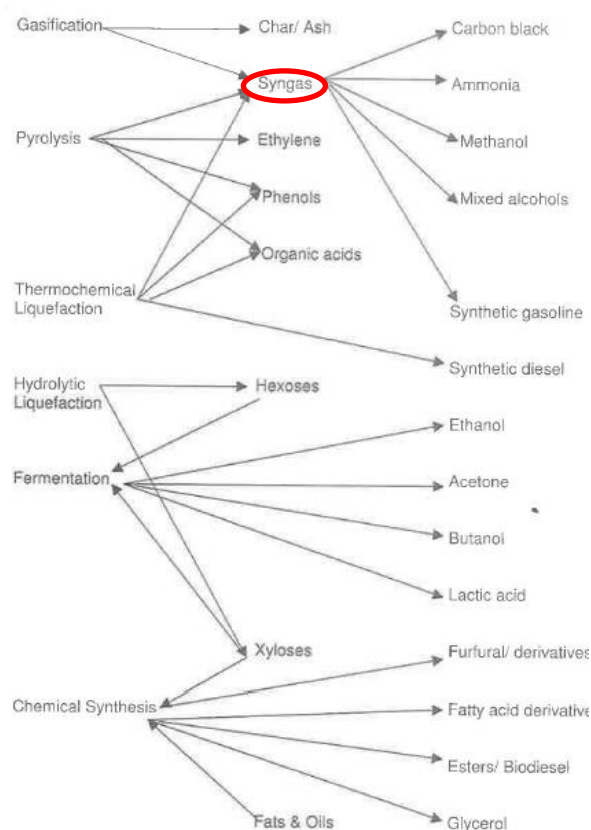 Gasification
Char/ Ash
Carbon black
Syngas
Ammonia
Pyrolysis
Ethylene
Methanol
Phenols
Mixed alcohols
Organic acids
Thermochemical
Liquefaction
Synthetic gasoline
Synthetic diesel
Hydrolytic
Liquefaction
Hexoses
Ethanol
Fermentation
Acetone
Butanol
Lactic acid
Xyloses
Furfural/ derivatives
Chemical Synthesis
Fatty acid derivative
Esters/ Biodiesel
Fats & Oils
Glycerol